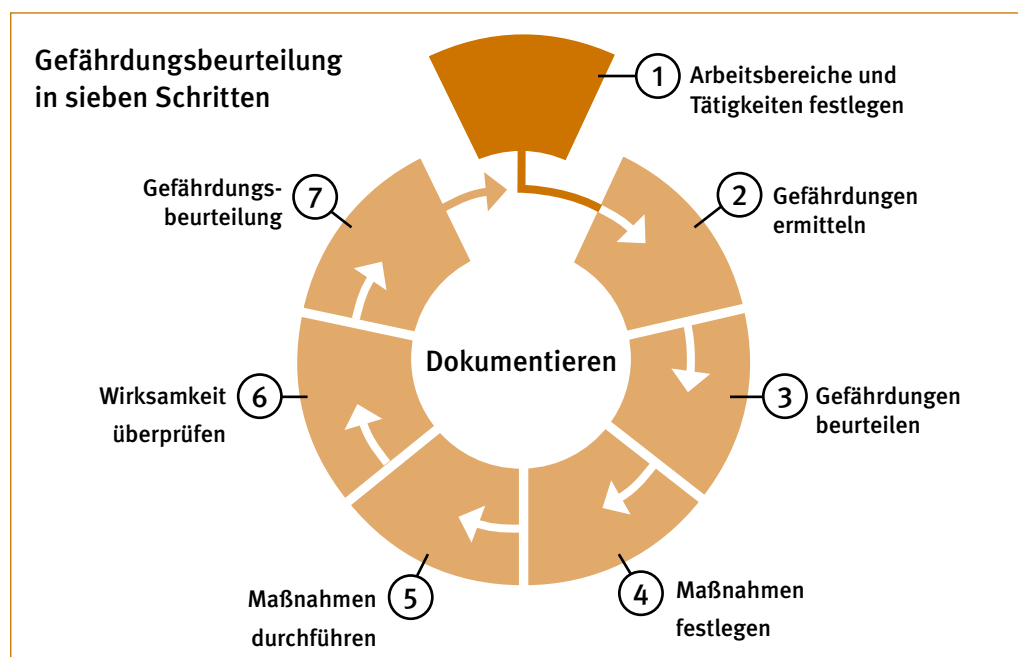 Gefährdungsbeurteilung
in sieben Schritten
1 Arbeitsbereiche und
Tätigkeiten festlegen
2 Gefährdungen
ermitteln
3 Gefährdungen
beurteilen
4 Maßnahmen
festlegen
Maßnahmen 5
durchführen
Wirksamkeit 6
überprüfen
Gefährdungs- 7
beurteilung
Dokumentieren